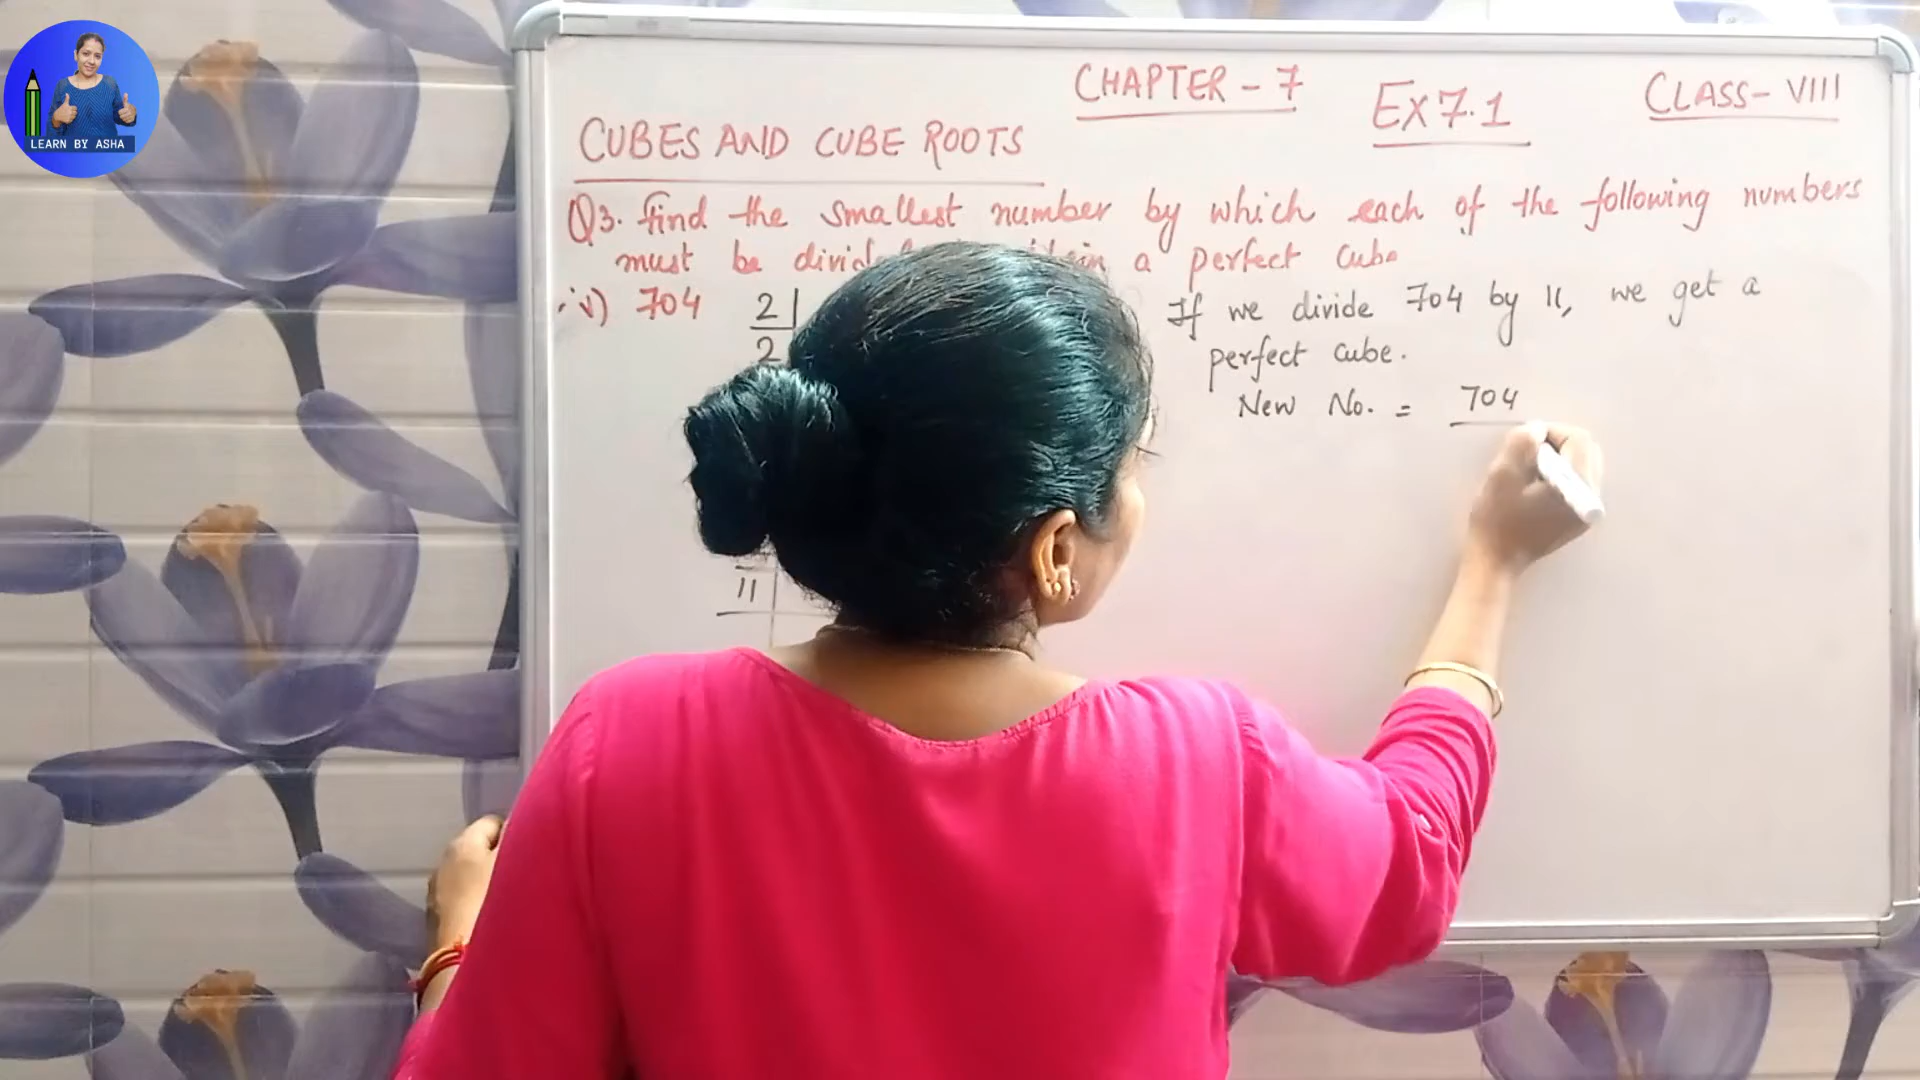 LEARN BY ASHA
CHAPTER - 7
EX 7.1
CLASS - VIII
CUBES AND CUBE ROOTS
Q3. Find the smallest number by which each of the following numbers
must be a perfect cube
iv) 704
2
2
11
If we divide 704 by 11, we get a
perfect cube.
New No. = 704